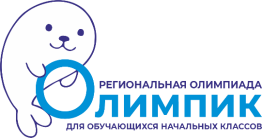 РЕГИОНАЛЬНАЯ ОЛИМПИАДА
ОЛИМПИК
ДЛЯ ОБУЧАЮЩИХСЯ НАЧАЛЬНЫХ КЛАССОВ